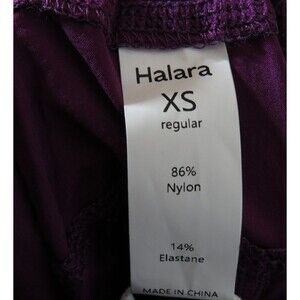 Halara
XS
regular
86%
Nylon
14%
Elastane
MADE IN CHINA